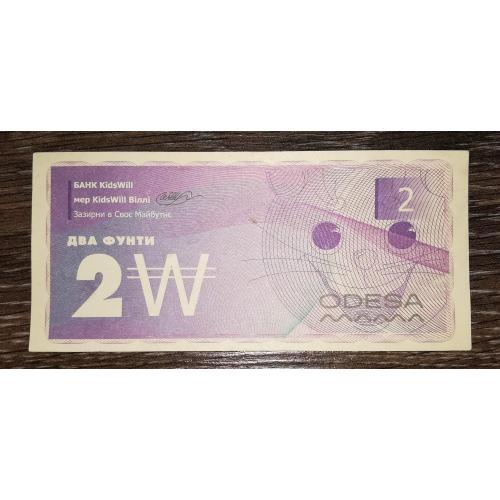 БАНК KidsWill
мер KidsWill Віллі
Зазирни в Своє Майбутнє
2
ДВА ФУНТИ
2 W
ODESA